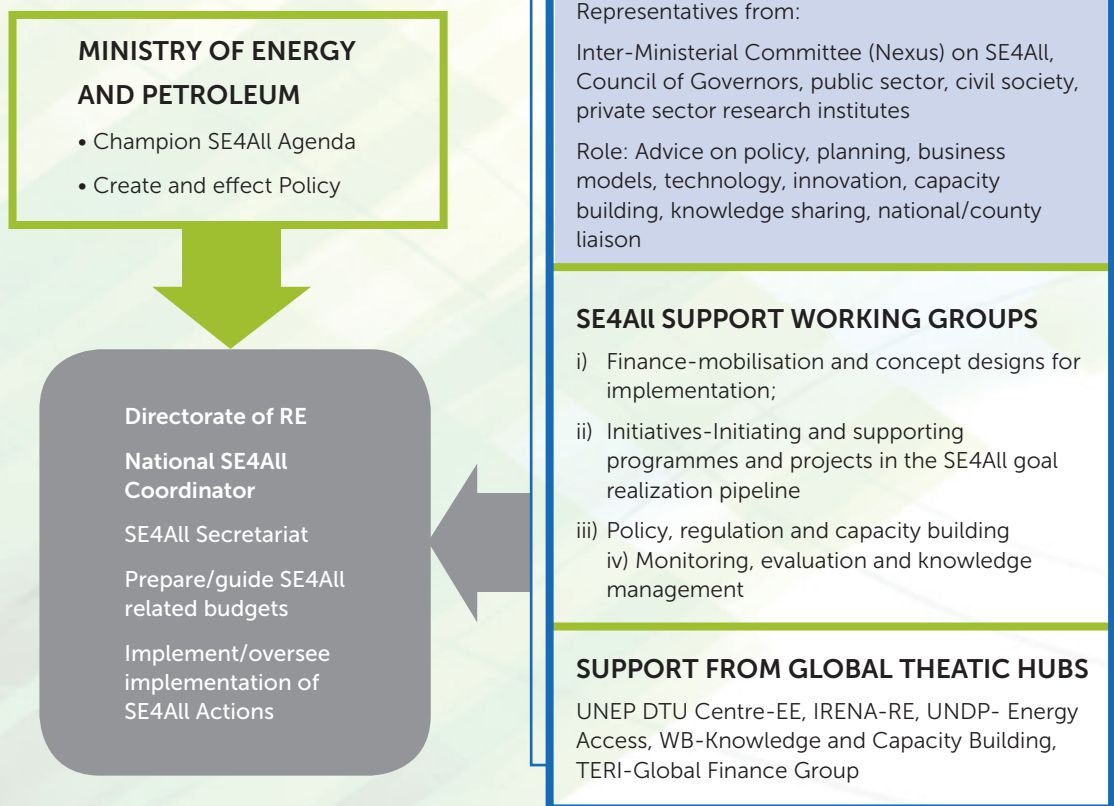 MINISTRY OF ENERGY
AND PETROLEUM
• Champion SE4All Agenda
• Create and effect Policy
Directorate of RE
National SE4All
Coordinator
SE4All Secretariat
Prepare/guide SE4All
related budgets
Implement/oversee
implementation of
SE4All Actions
Representatives from:
Inter-Ministerial Committee (Nexus) on SE4All,
Council of Governors, public sector, civil society,
private sector research institutes
Role: Advice on policy, planning, business
models, technology, innovation, capacity
building, knowledge sharing, national/county
liaison
SE4All SUPPORT WORKING GROUPS
i) Finance-mobilisation and concept designs for
implementation;
ii) Initiatives-Initiating and supporting
programmes and projects in the SE4All goal
realization pipeline
iii) Policy, regulation and capacity building
iv) Monitoring, evaluation and knowledge
management
SUPPORT FROM GLOBAL THEATIC HUBS
UNEP DTU Centre-EE, IRENA-RE, UNDP- Energy
Access, WB-Knowledge and Capacity Building,
TERI-Global Finance Group